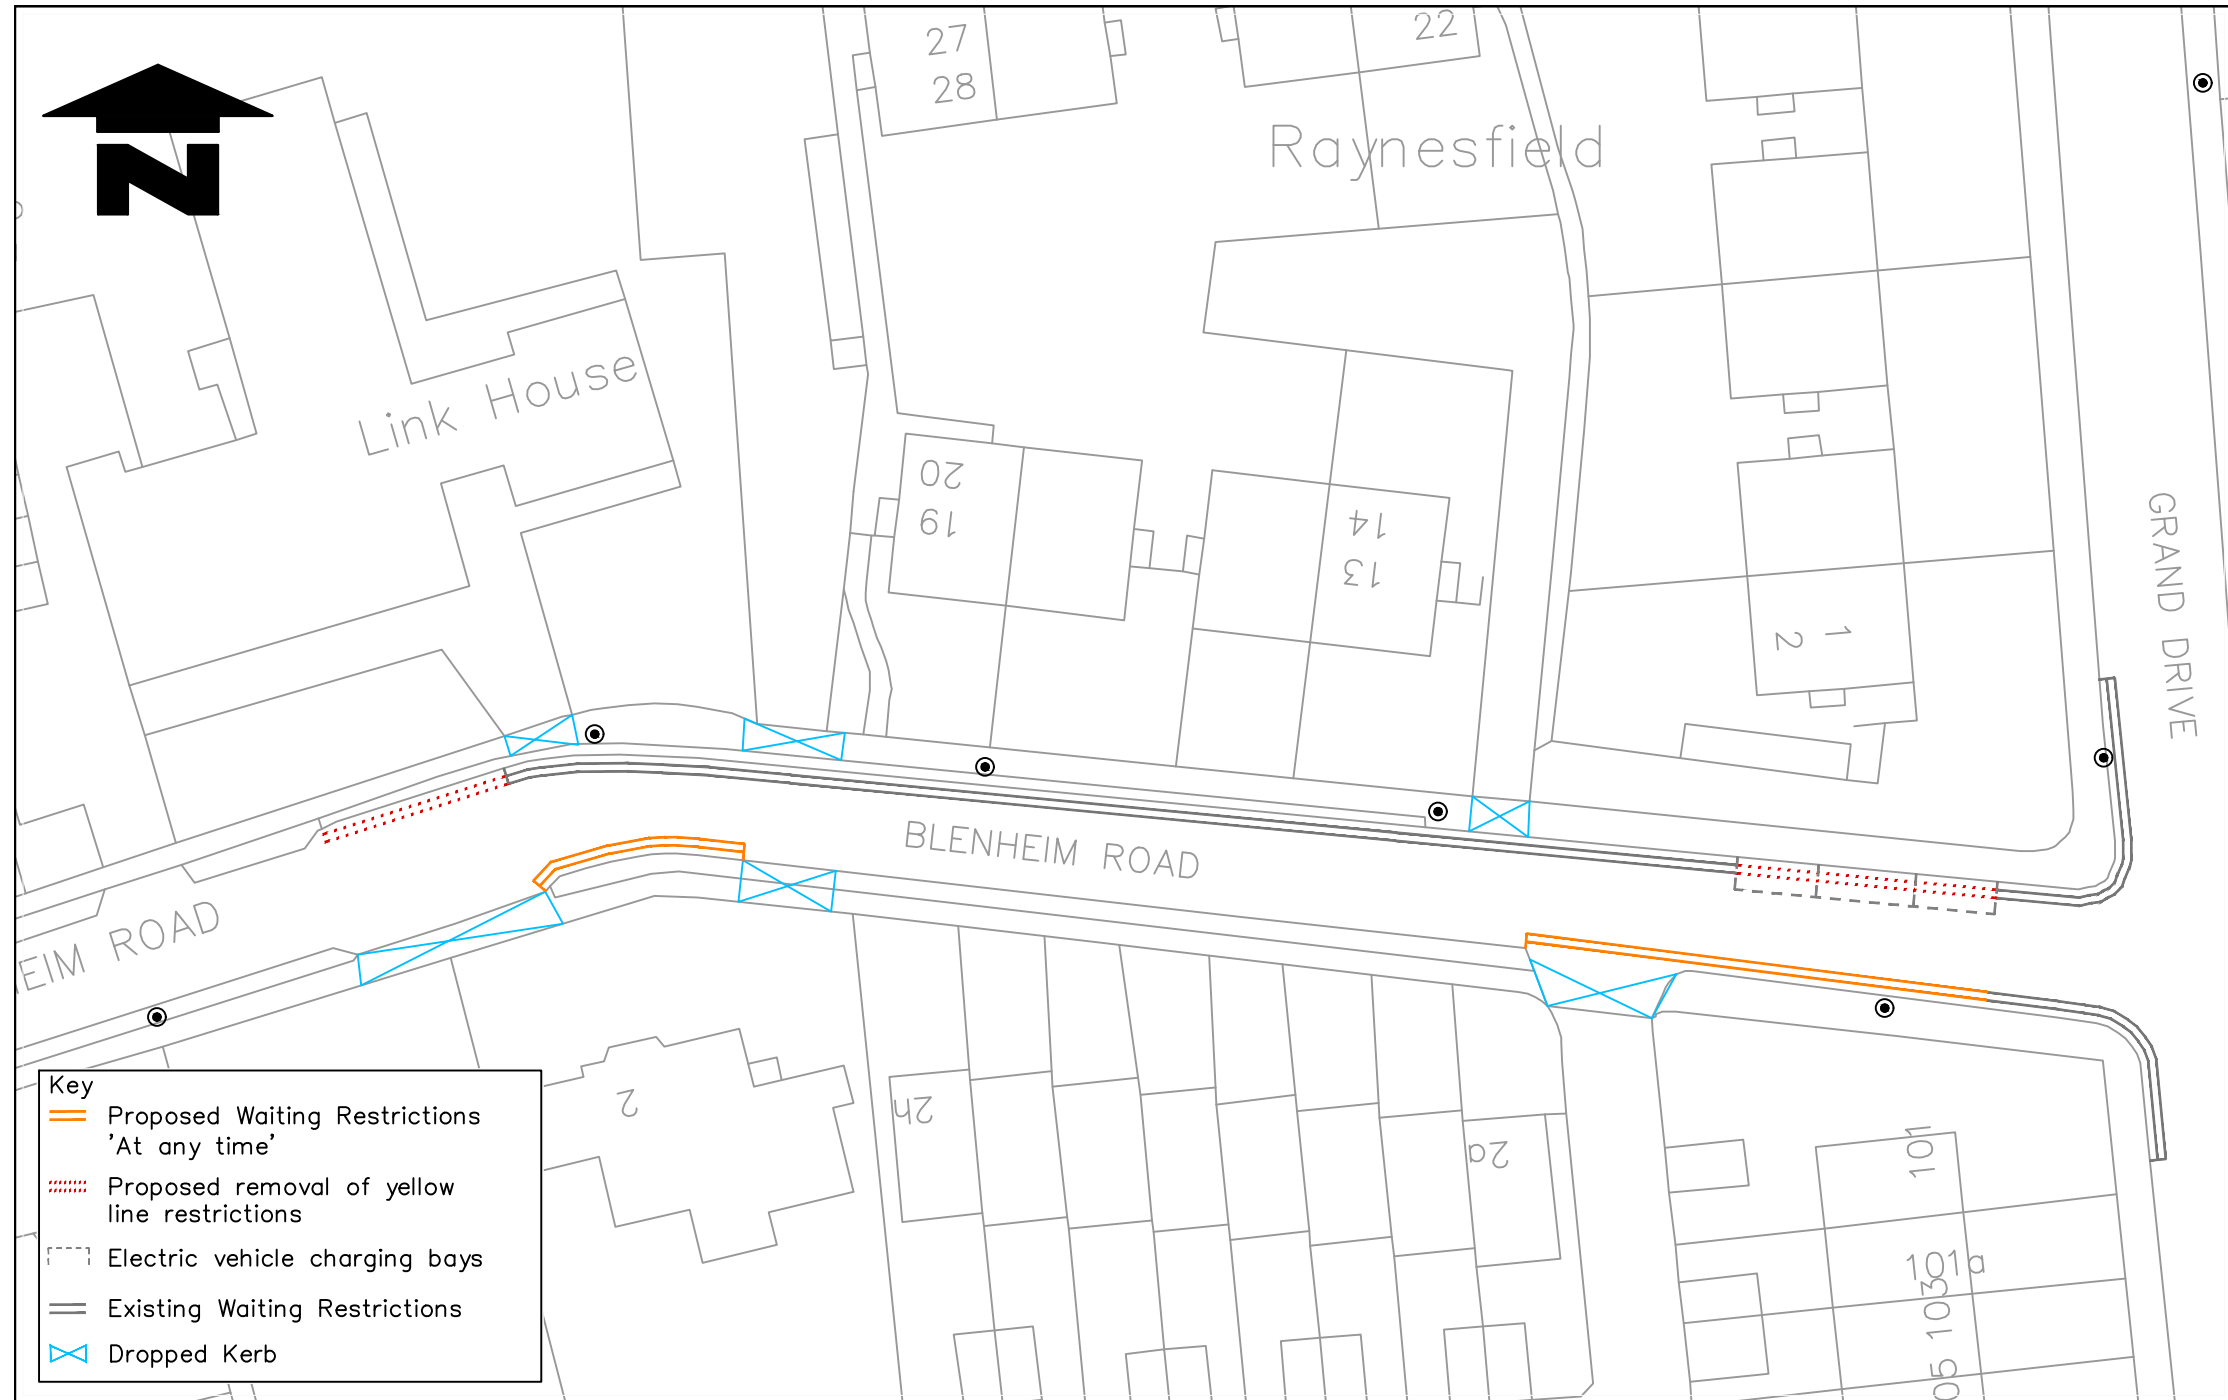 27
28
22
Raynesfield
N
Link House
20
19
14
13
1
2
GRAND DRIVE
BLENHEIM ROAD
EIM ROAD
2
2h
2a
101
101a
103
05
Key
Proposed Waiting Restrictions
'At any time'
Proposed removal of yellow
line restrictions
Electric vehicle charging bays
Existing Waiting Restrictions
Dropped Kerb